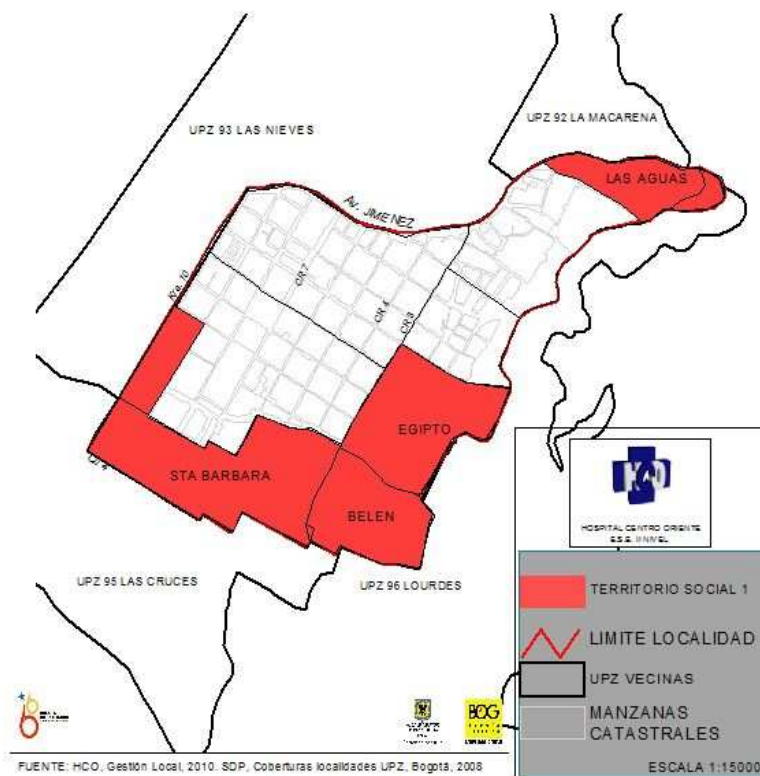 UPZ 93 LAS NIEVES
UPZ 92 LA MACARENA
LAS AGUAS
Av. JIMENEZ
Kra. 10
CR 7
CR 4
CR 3
EGIPTO
STA BARBARA
BELEN
UPZ 95 LAS CRUCES
UPZ 96 LOURDES
HCO
HOSPITAL CENTRO ORIENTE
E.S.E. II NIVEL
TERRITORIO SOCIAL 1
LIMITE LOCALIDAD
UPZ VECINAS
MANZANAS
CATASTRALES
BOG
FUENTE: HCO, Gestión Local, 2010. SDP, Coberturas localidades UPZ, Bogotá, 2008
ESCALA 1:15000